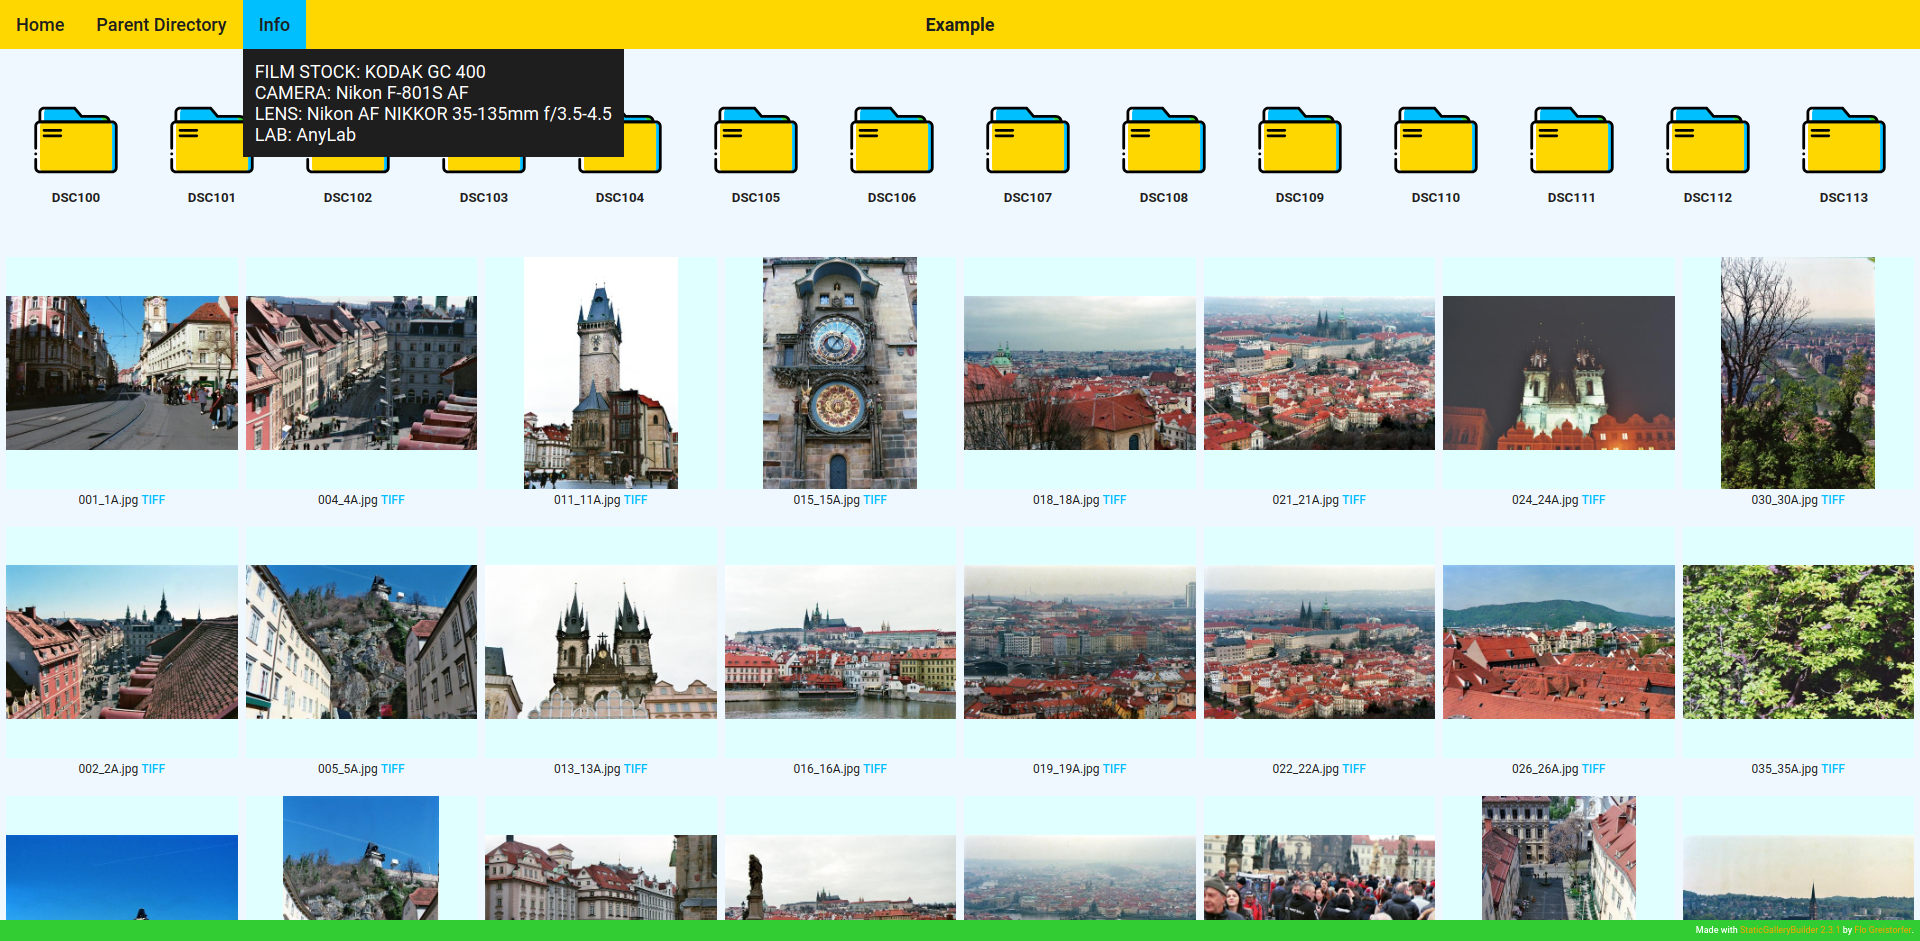 Home Parent Directory Info Example
FILM STOCK: KODAK GC 400
CAMERA: Nikon F-801S AF
LENS: Nikon AF NIKKOR 35-135mm f/3.5-4.5
LAB: AnyLab
DSC100 DSC101 DSC102 DSC103 DSC104 DSC105 DSC106 DSC107 DSC108 DSC109 DSC110 DSC111 DSC112 DSC113
001_1A.jpg TIFF 004_4A.jpg TIFF 011_11A.jpg TIFF 015_15A.jpg TIFF 018_18A.jpg TIFF 021_21A.jpg TIFF 024_24A.jpg TIFF 030_30A.jpg TIFF
002_2A.jpg TIFF 005_5A.jpg TIFF 013_13A.jpg TIFF 016_16A.jpg TIFF 019_19A.jpg TIFF 022_22A.jpg TIFF 026_26A.jpg TIFF 035_35A.jpg TIFF
Made with StaticGalleryBuilder 2.3.1 by Flo Greistorfer.